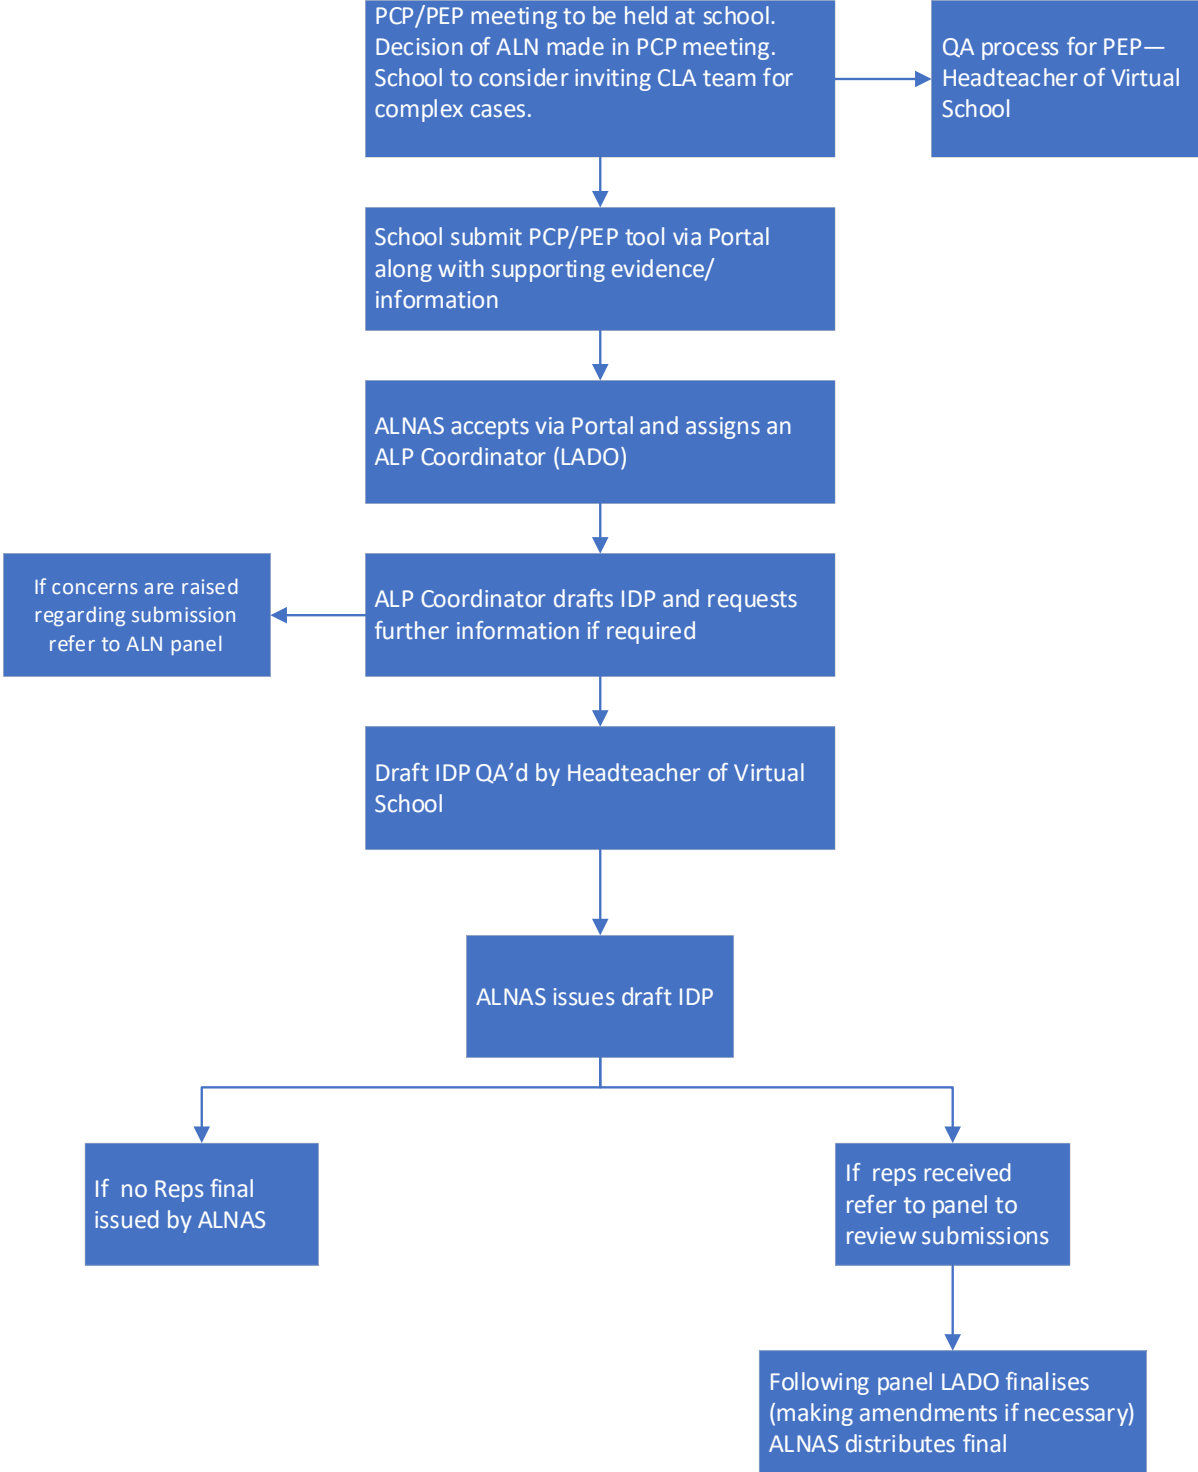 PCP/PEP meeting to be held at school.
Decision of ALN made in PCP meeting.
School to consider inviting CLA team for
complex cases.
QA process for PEP—
Headteacher of Virtual
School
School submit PCP/PEP tool via Portal
along with supporting evidence/
information
ALNAS accepts via Portal and assigns an
ALP Coordinator (LADO)
If concerns are raised
regarding submission
refer to ALN panel
ALP Coordinator drafts IDP and requests
further information if required
Draft IDP QA’d by Headteacher of Virtual
School
ALNAS issues draft IDP
If no Reps final
issued by ALNAS
If reps received
refer to panel to
review submissions
Following panel LADO finalises
(making amendments if necessary)
ALNAS distributes final